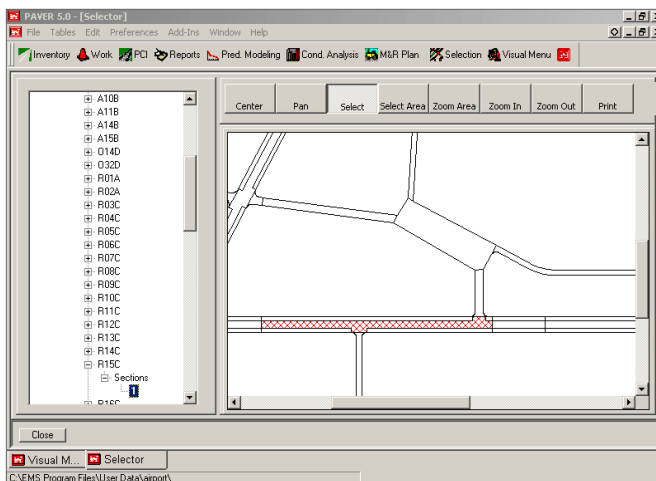 PAVER 5.0 - [Selector]
File Tables Edit Preferences Add-Ins Window Help
Inventory Work PCI Reports Pred. Modeling Cond. Analysis M&R Plan Selection Visual Menu
Center Pan Select Select Area Zoom Area Zoom In Zoom Out Print
A10B
A11B
A14B
A15B
O14D
O32D
R01A
R02A
R03C
R04C
R05C
R06C
R07C
R08C
R09C
R10C
R11C
R12C
R13C
R14C
R15C
Sections
1
R16C
Close
Visual M... Selector
C:\EMS Program Files\User Data\airport\